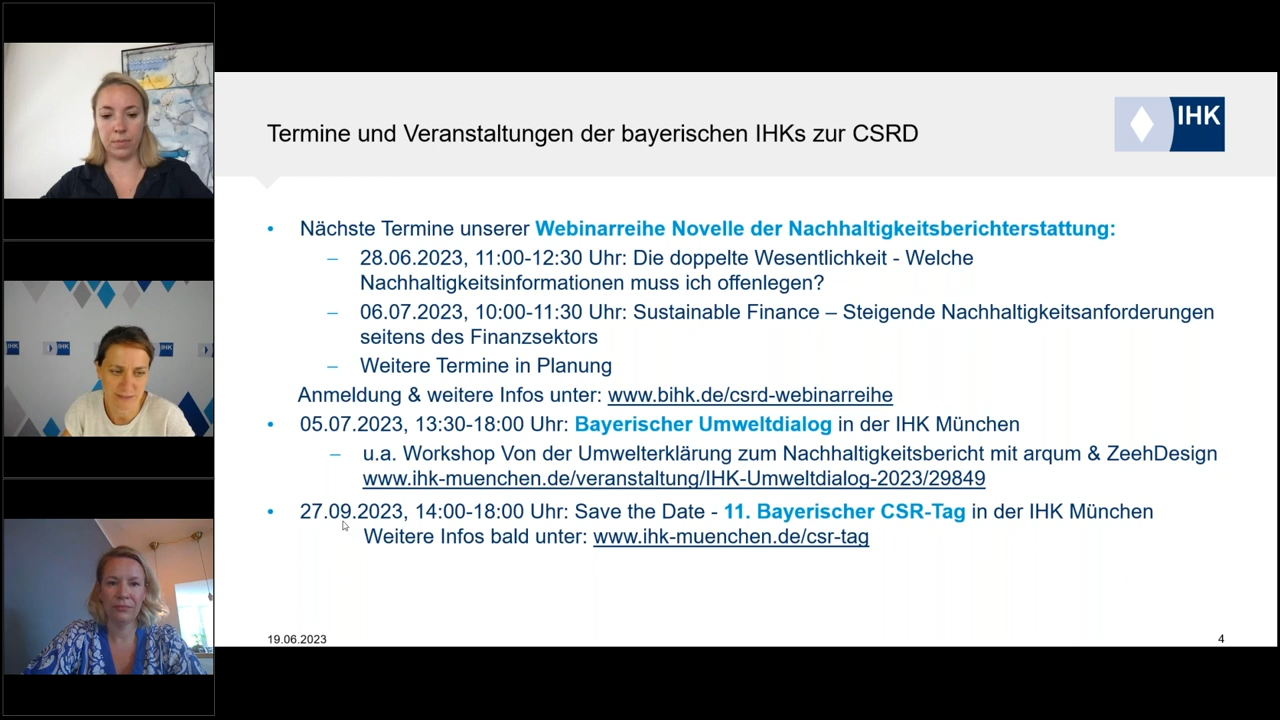 Termine und Veranstaltungen der bayerischen IHKs zur CSRD
IHK
• Nächste Termine unserer Webinarreihe Novelle der Nachhaltigkeitsberichterstattung:
– 28.06.2023, 11:00-12:30 Uhr: Die doppelte Wesentlichkeit - Welche
Nachhaltigkeitsinformationen muss ich offenlegen?
– 06.07.2023, 10:00-11:30 Uhr: Sustainable Finance – Steigende Nachhaltigkeitsanforderungen
seitens des Finanzsektors
– Weitere Termine in Planung
Anmeldung & weitere Infos unter: www.bihk.de/csrd-webinarreihe
• 05.07.2023, 13:30-18:00 Uhr: Bayerischer Umweltdialog in der IHK München
– u.a. Workshop Von der Umwelterklärung zum Nachhaltigkeitsbericht mit arqum & ZeehDesign
www.ihk-muenchen.de/veranstaltung/IHK-Umweltdialog-2023/29849
• 27.09.2023, 14:00-18:00 Uhr: Save the Date - 11. Bayerischer CSR-Tag in der IHK München
Weitere Infos bald unter: www.ihk-muenchen.de/csr-tag
19.06.2023
4
IHK
IHK
IHK